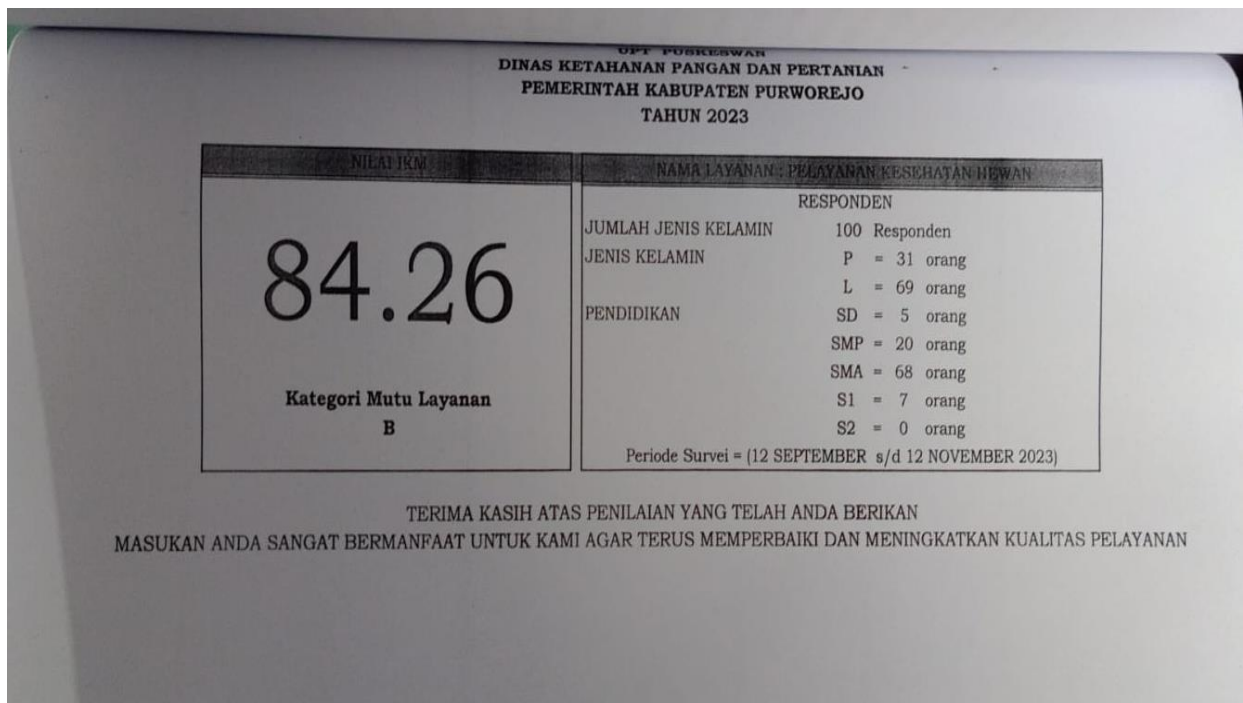 UPT PUSKESWAN
DINAS KETAHANAN PANGAN DAN PERTANIAN
PEMERINTAH KABUPATEN PURWOREJO
TAHUN 2023
NILAI IKM
NAMA LAYANAN : PELAYANAN KESEHATAN HEWAN
84.26
Kategori Mutu Layanan
B
RESPONDEN
JUMLAH JENIS KELAMIN 100 Responden
JENIS KELAMIN P = 31 orang
L = 69 orang
PENDIDIKAN SD = 5 orang
SMP = 20 orang
SMA = 68 orang
S1 = 7 orang
S2 = 0 orang
Periode Survei = (12 SEPTEMBER s/d 12 NOVEMBER 2023)
TERIMA KASIH ATAS PENILAIAN YANG TELAH ANDA BERIKAN
MASUKAN ANDA SANGAT BERMANFAAT UNTUK KAMI AGAR TERUS MEMPERBAIKI DAN MENINGKATKAN KUALITAS PELAYANAN